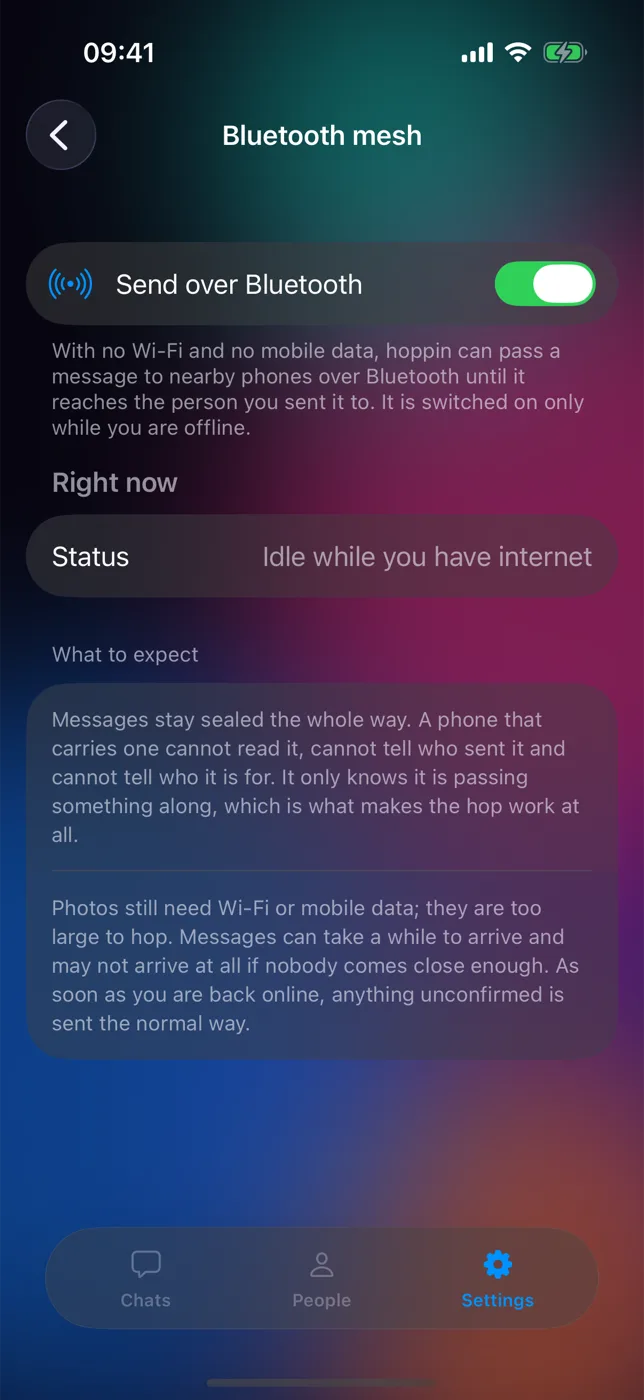 09:41
Bluetooth mesh
Send over Bluetooth
With no Wi-Fi and no mobile data, hoppin can pass a
message to nearby phones over Bluetooth until it
reaches the person you sent it to. It is switched on only
while you are offline.
Right now
Status Idle while you have internet
What to expect
Messages stay sealed the whole way. A phone that
carries one cannot read it, cannot tell who sent it and
cannot tell who it is for. It only knows it is passing
something along, which is what makes the hop work at
all.
Photos still need Wi-Fi or mobile data; they are too
large to hop. Messages can take a while to arrive and
may not arrive at all if nobody comes close enough. As
soon as you are back online, anything unconfirmed is
sent the normal way.
Chats People Settings